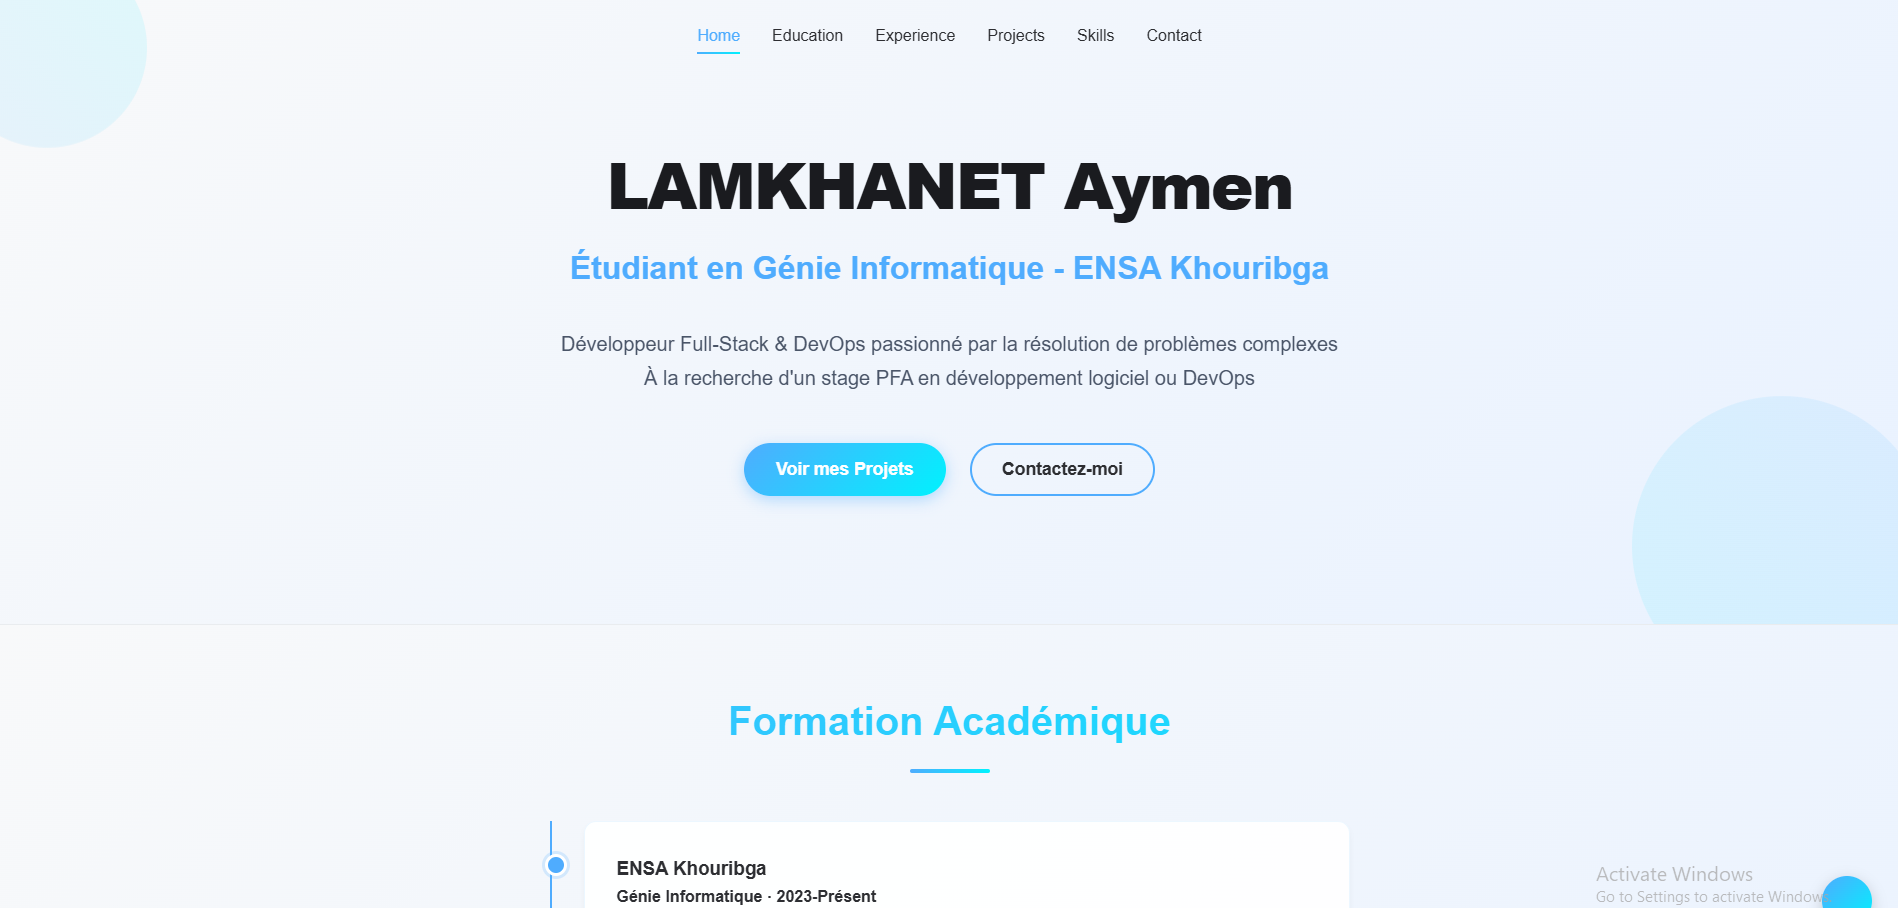 Home Education Experience Projects Skills Contact
LAMKHANET Aymen
Étudiant en Génie Informatique - ENSA Khouribga
Développeur Full-Stack & DevOps passionné par la résolution de problèmes complexes
À la recherche d'un stage PFA en développement logiciel ou DevOps
Voir mes Projets Contactez-moi
Formation Académique
ENSA Khouribga
Génie Informatique · 2023-Présent
Activate Windows
Go to Settings to activate Windows